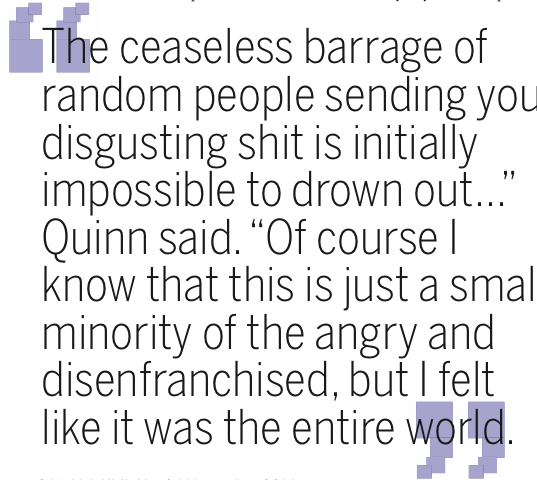 The ceaseless barrage of
random people sending you
disgusting shit is initially
impossible to drown out...”
Quinn said. “Of course I
know that this is just a smal
minority of the angry and
disenfranchised, but I felt
like it was the entire world.